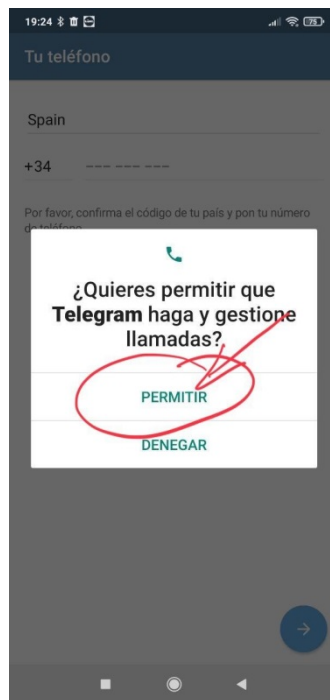 19:24
75
Tu teléfono
Spain
+34 --- --- ---
Por favor, confirma el código de tu país y pon tu número
de teléfono.
¿Quieres permitir que
Telegram haga y gestione
llamadas?
PERMITIR
DENEGAR